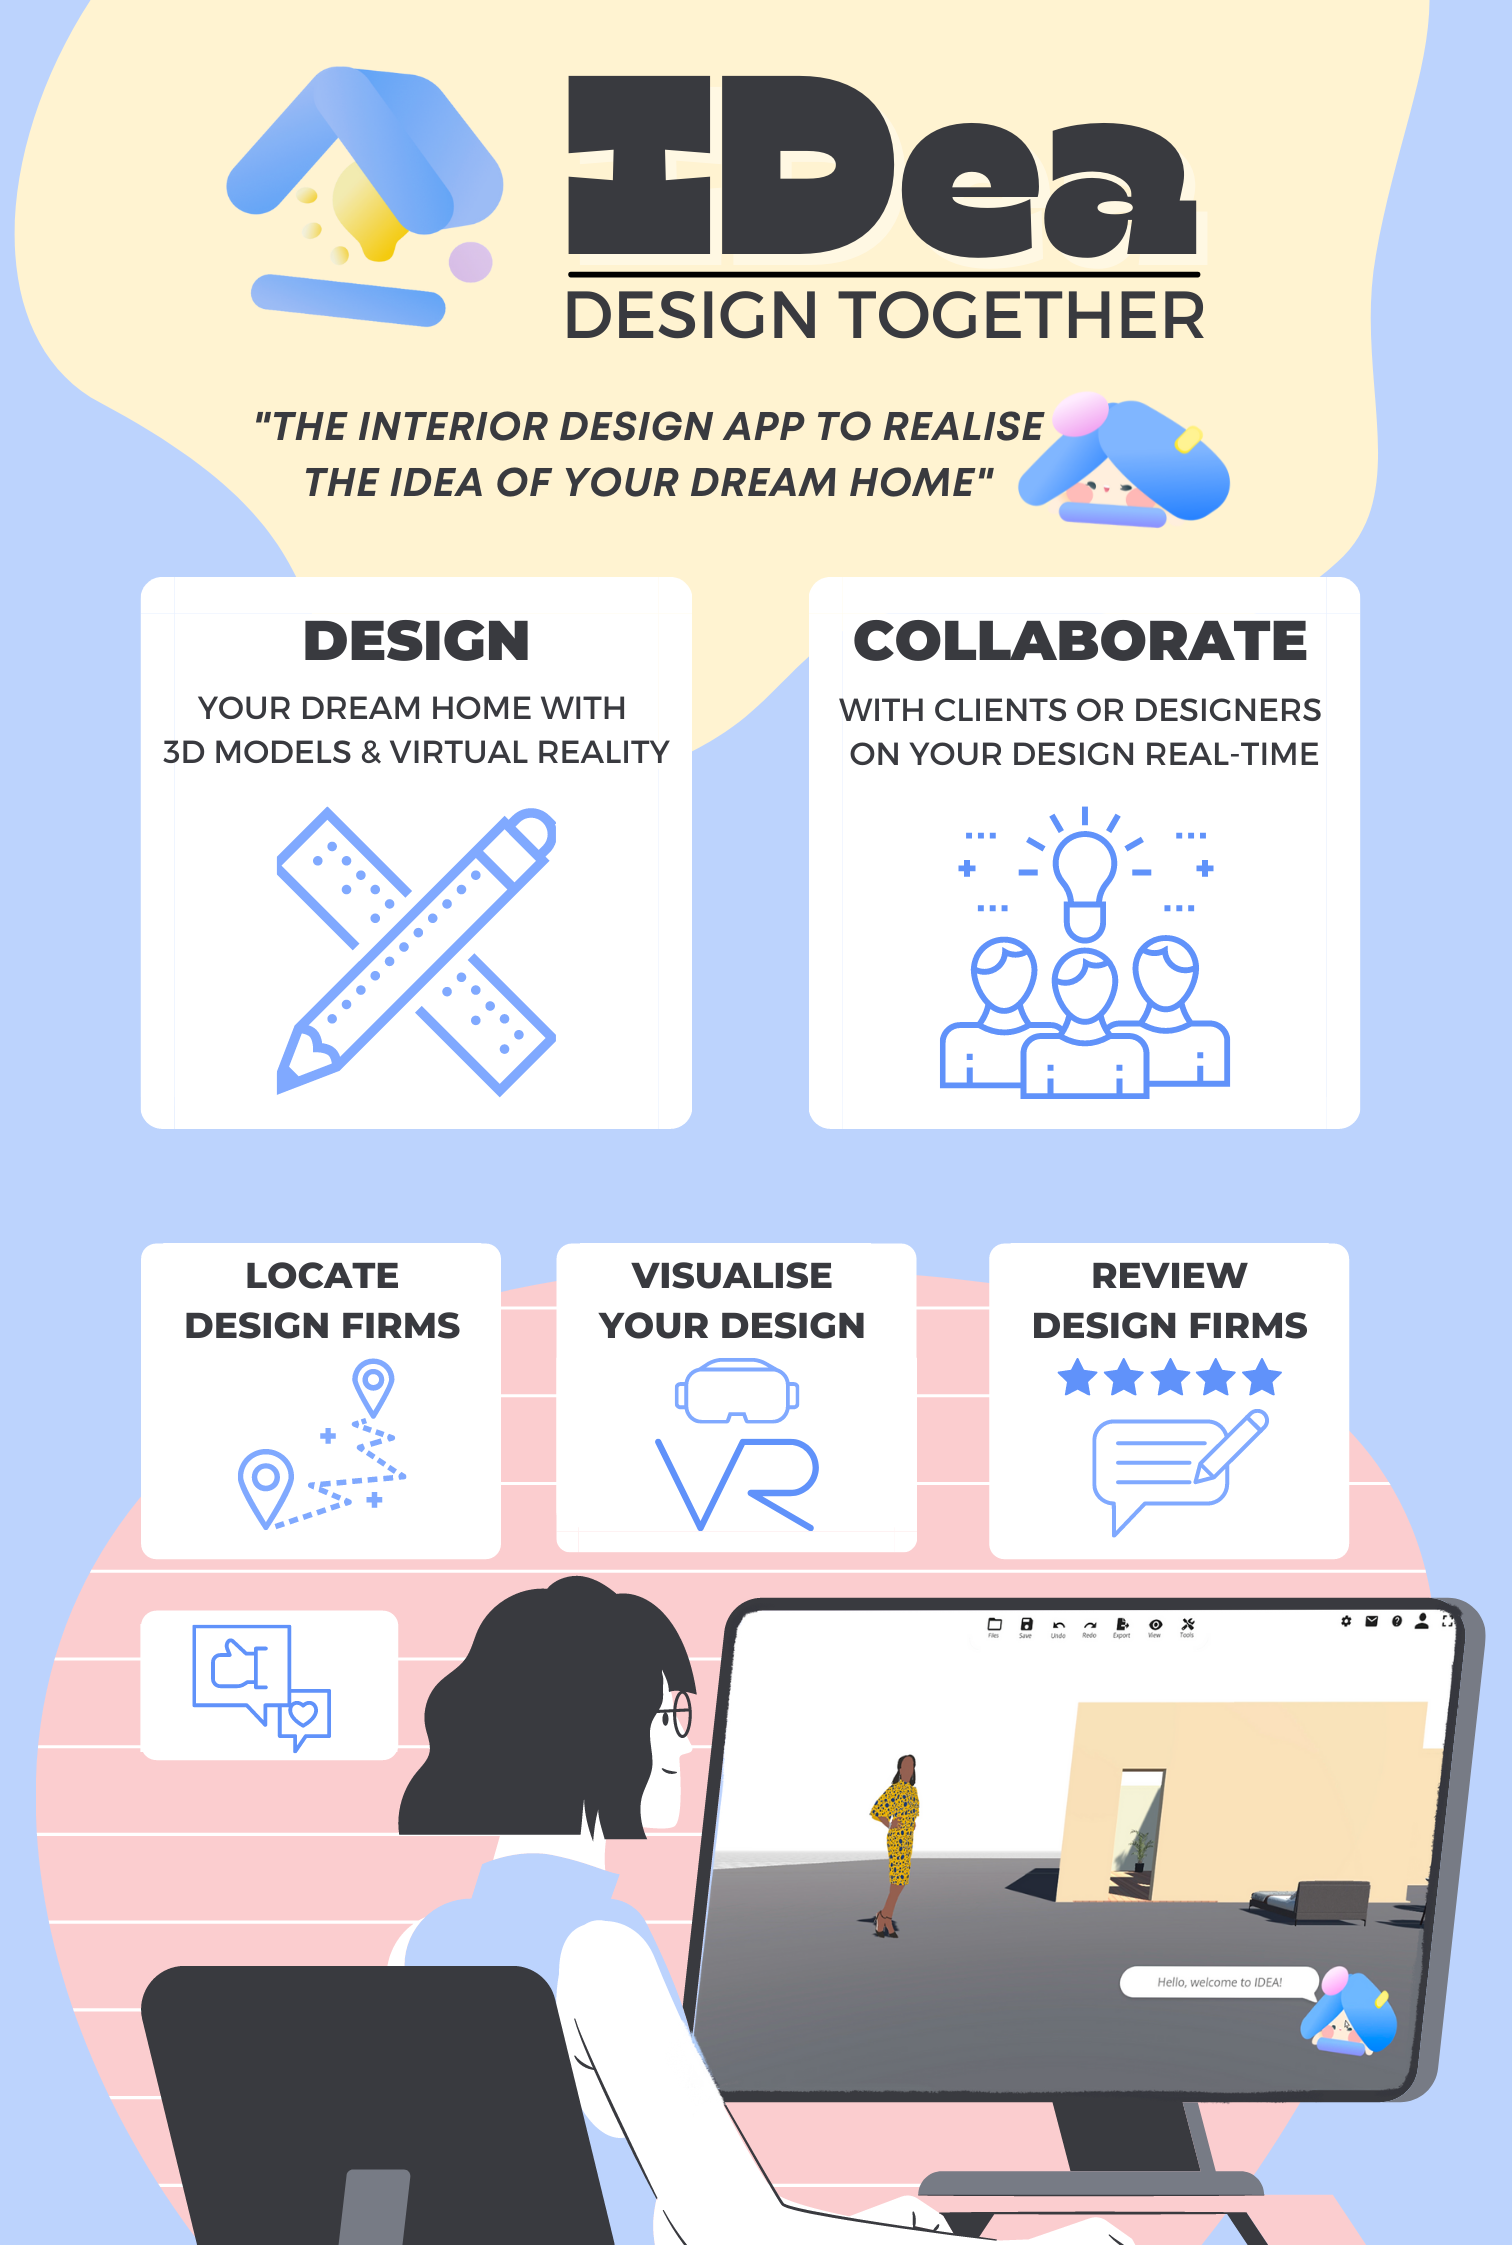 IDea
DESIGN TOGETHER
"THE INTERIOR DESIGN APP TO REALISE
THE IDEA OF YOUR DREAM HOME"
DESIGN
YOUR DREAM HOME WITH
3D MODELS & VIRTUAL REALITY
COLLABORATE
WITH CLIENTS OR DESIGNERS
ON YOUR DESIGN REAL-TIME
LOCATE
DESIGN FIRMS
VISUALISE
YOUR DESIGN
VR
REVIEW
DESIGN FIRMS
Files Save Undo Redo Export View Tools
Hello, welcome to IDEA!